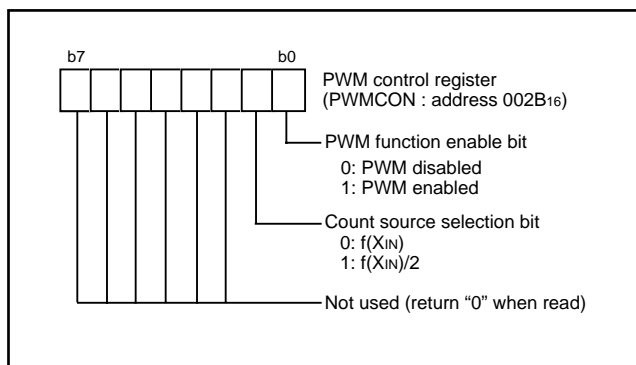 b7
b0
PWM control register
(PWMCON : address 002B16)
PWM function enable bit
0: PWM disabled
1: PWM enabled
Count source selection bit
0: f(XIN)
1: f(XIN)/2
Not used (return “0” when read)